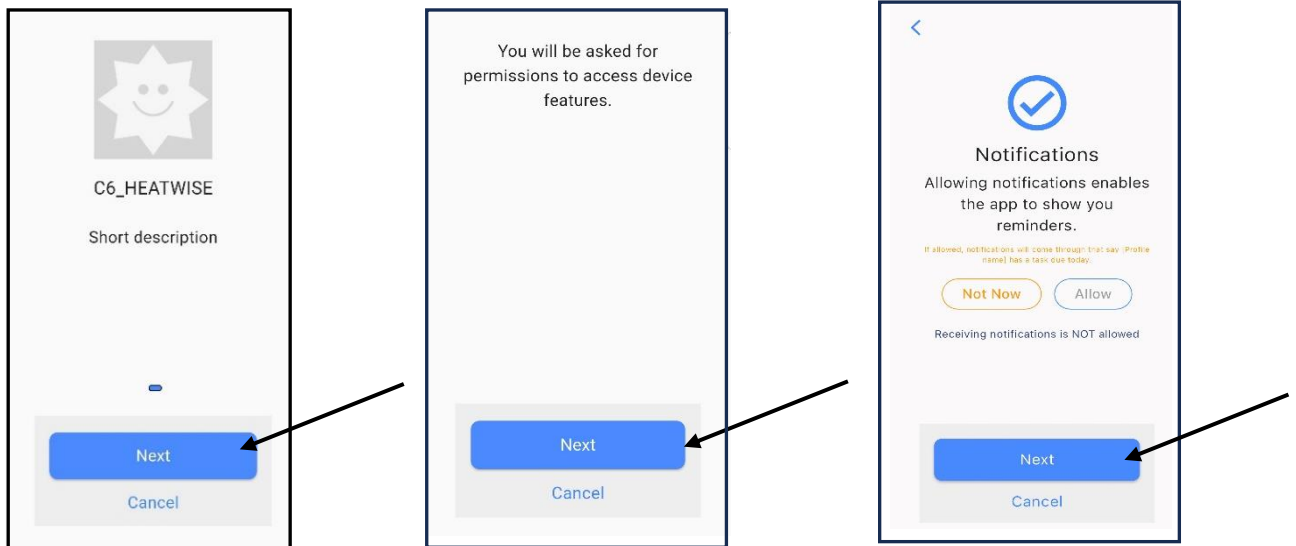 C6_HEATWISE
Short description
Next
Cancel
You will be asked for
permissions to access device
features.
Next
Cancel
Notifications
Allowing notifications enables
the app to show you
reminders.
If allowed, notifications will come through that say [Profile
name] has a task due today.
Not Now
Allow
Receiving notifications is NOT allowed
Next
Cancel